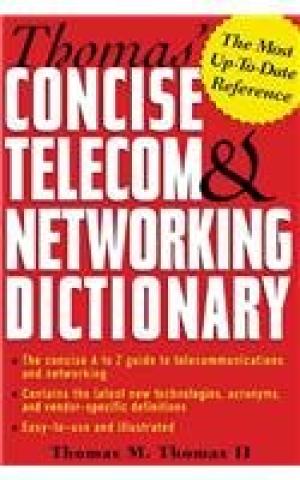 Thomas'
The Most
Up-To-Date
Reference
CONCISE
TELECOM &
NETWORKING
DICTIONARY
• The concise A to Z guide to telecommunications
and networking
• Contains the latest new technologies, acronyms,
and vendor-specific definitions
• Easy-to-use and illustrated
Thomas M. Thomas II